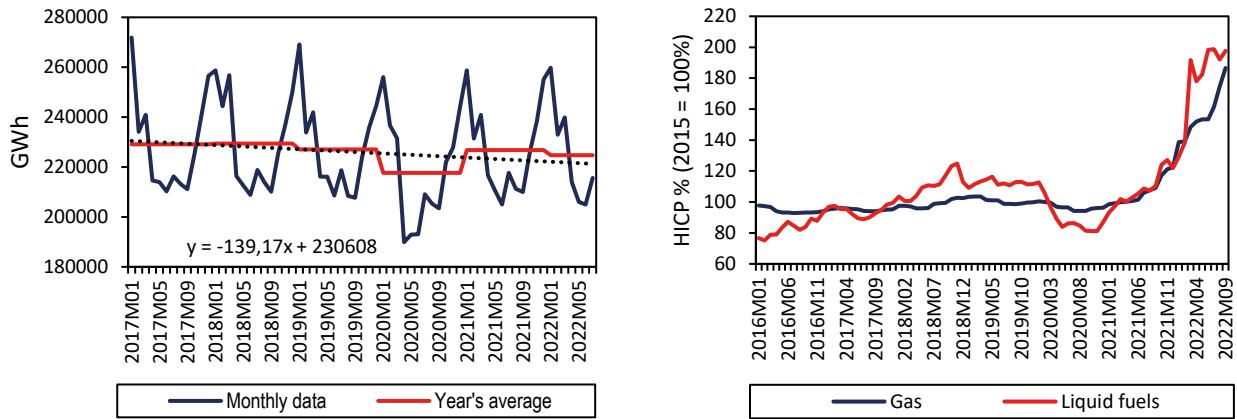 GWh
280000
260000
240000
220000
200000
180000
y = -139,17x + 230608
2017M01
2017M05
2017M09
2018M01
2018M05
2018M09
2019M01
2019M05
2019M09
2020M01
2020M05
2020M09
2021M01
2021M05
2021M09
2022M01
2022M05
Monthly data
Year's average
HICP % (2015 = 100%)
220
200
180
160
140
120
100
80
60
2016M01
2016M06
2016M11
2017M04
2017M09
2018M02
2018M07
2018M12
2019M05
2019M10
2020M03
2020M08
2021M01
2021M06
2021M11
2022M04
2022M09
Gas
Liquid fuels